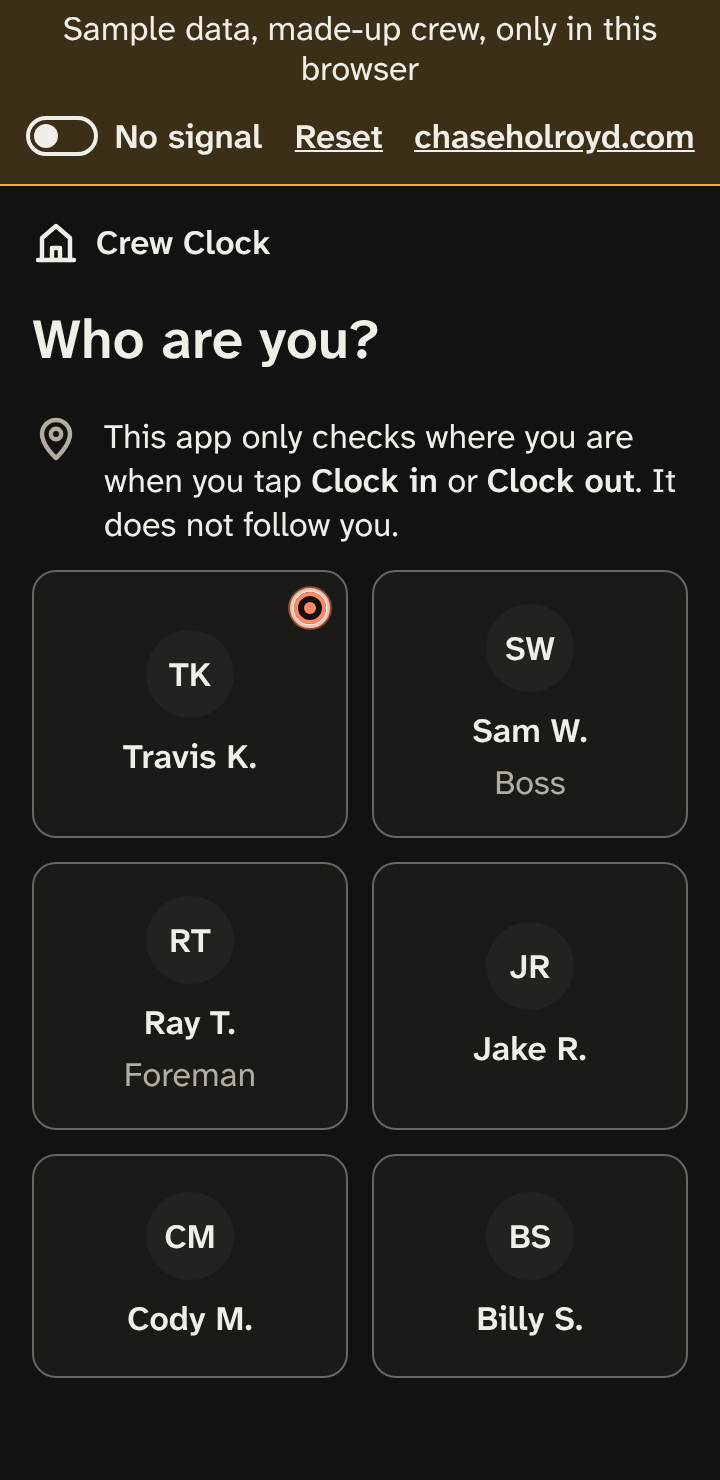 Sample data, made-up crew, only in this
browser
No signal Reset chaseholroyd.com
Crew Clock
Who are you?
This app only checks where you are
when you tap Clock in or Clock out. It
does not follow you.
TK
Travis K.
SW
Sam W.
Boss
RT
Ray T.
Foreman
JR
Jake R.
CM
Cody M.
BS
Billy S.